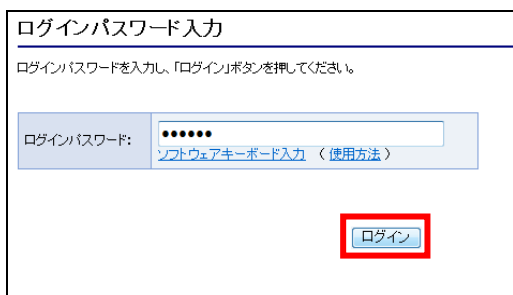 ログインパスワード入力
ログインパスワードを入力し、「ログイン」ボタンを押してください。
ログインパスワード:
●●●●●●
ソフトウェアキーボード入力 （ 使用方法 ）
ログイン